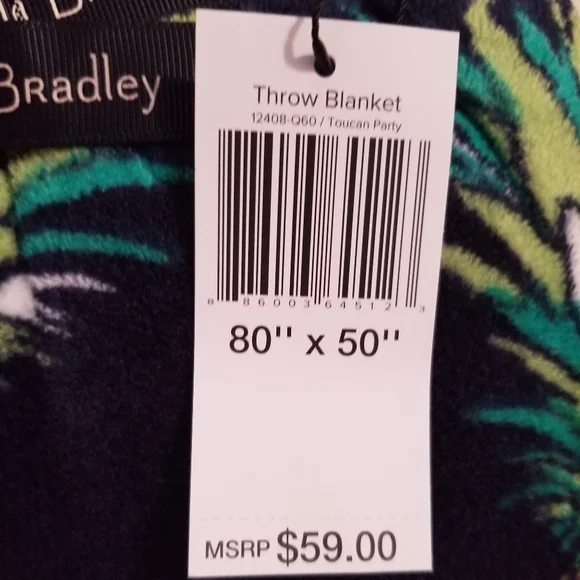 Bradley
Throw Blanket
12408-Q60 / Toucan Party
8 86003 64512 3
80" x 50"
MSRP $59.00